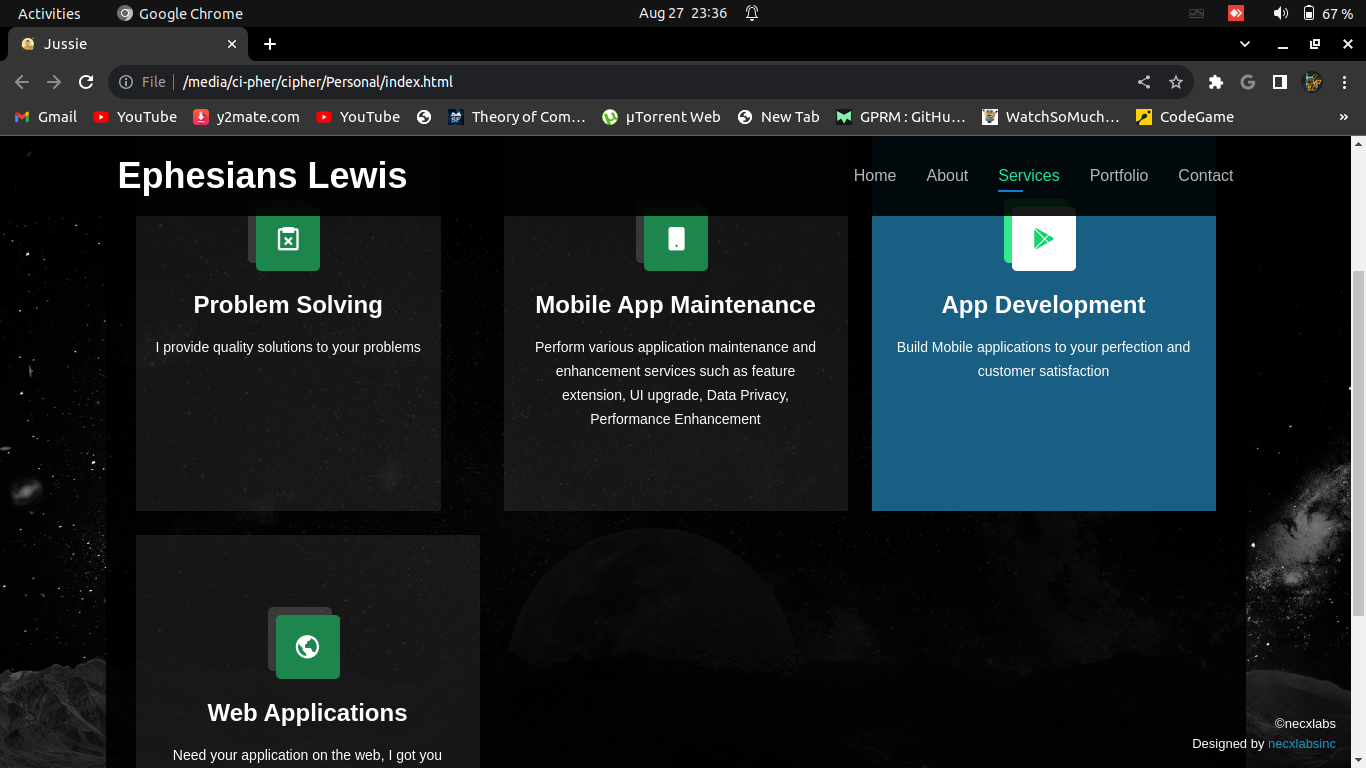 Activities
Google Chrome
Aug 27 23:36
67 %
Jussie
File
/media/ci-pher/cipher/Personal/index.html
Gmail
YouTube
y2mate.com
YouTube
Theory of Com…
µTorrent Web
New Tab
GPRM : GitHu…
WatchSoMuch…
CodeGame
»
Ephesians Lewis
Home
About
Services
Portfolio
Contact
Problem Solving
I provide quality solutions to your problems
Mobile App Maintenance
Perform various application maintenance and
enhancement services such as feature
extension, UI upgrade, Data Privacy,
Performance Enhancement
App Development
Build Mobile applications to your perfection and
customer satisfaction
Web Applications
Need your application on the web, I got you
©necxlabs
Designed by necxlabsinc